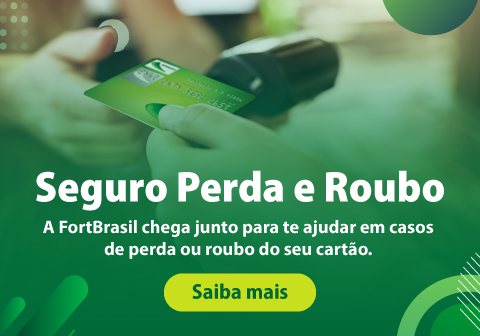 Seguro Perda e Roubo
A FortBrasil chega junto para te ajudar em casos
de perda ou roubo do seu cartão.
Saiba mais